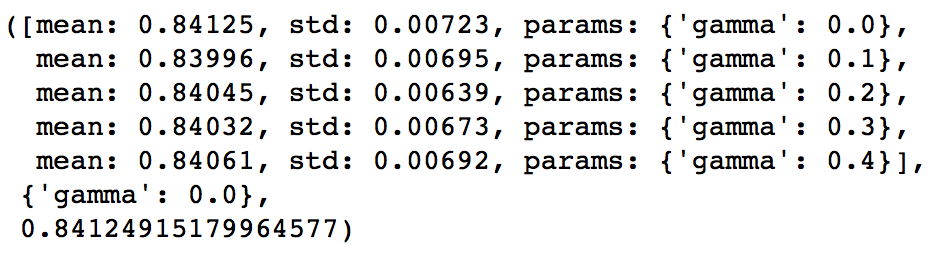 ([mean: 0.84125, std: 0.00723, params: {'gamma': 0.0},
mean: 0.83996, std: 0.00695, params: {'gamma': 0.1},
mean: 0.84045, std: 0.00639, params: {'gamma': 0.2},
mean: 0.84032, std: 0.00673, params: {'gamma': 0.3},
mean: 0.84061, std: 0.00692, params: {'gamma': 0.4}],
{'gamma': 0.0},
0.84124915179964577)